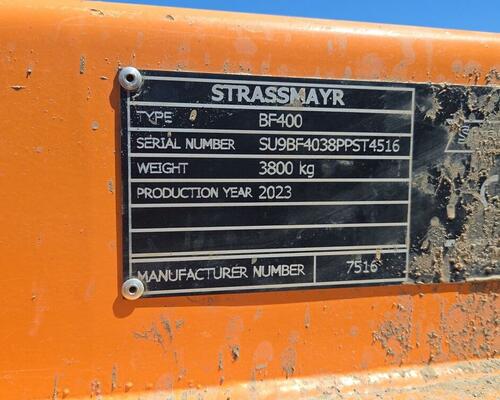 STRASSMAYR
TYPE BF400
SERIAL NUMBER SU9BF4038PPST4516
WEIGHT 3800 kg
PRODUCTION YEAR 2023
MANUFACTURER NUMBER 7516